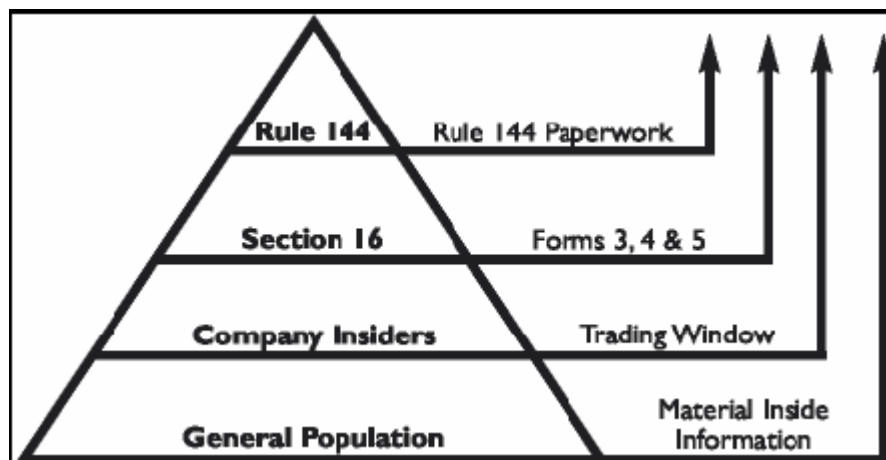 Rule 144 Rule 144 Paperwork
Section 16 Forms 3, 4 & 5
Company Insiders Trading Window
General Population Material Inside
Information